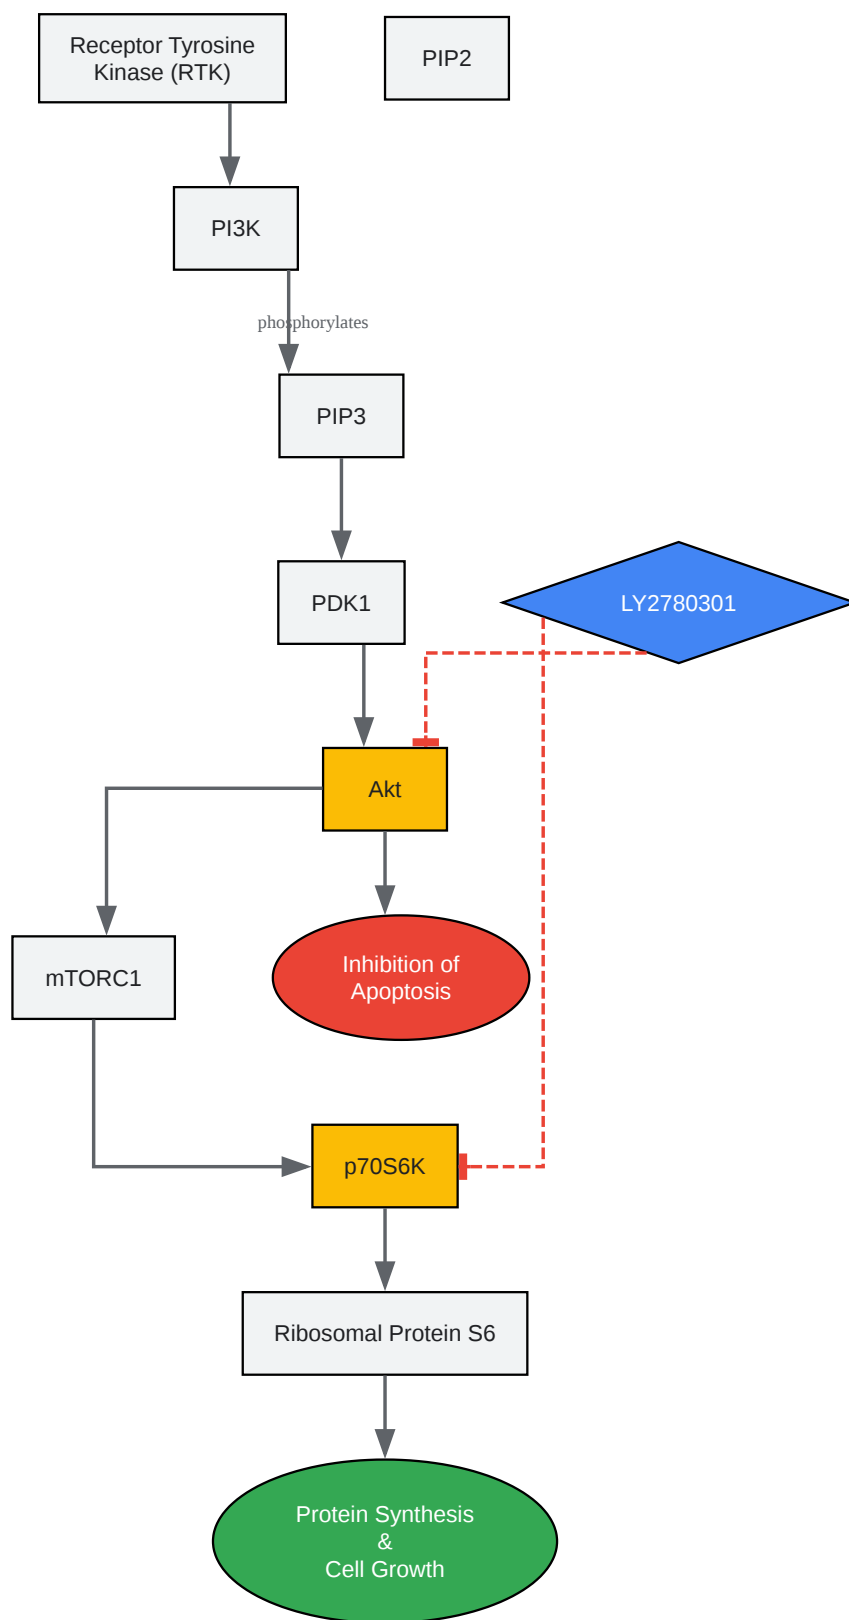 Receptor Tyrosine
Kinase (RTK)
PIP2
PI3K
phosphorylates
PIP3
PDK1
LY2780301
Akt
mTORC1
Inhibition of
Apoptosis
p70S6K
Ribosomal Protein S6
Protein Synthesis
&
Cell Growth